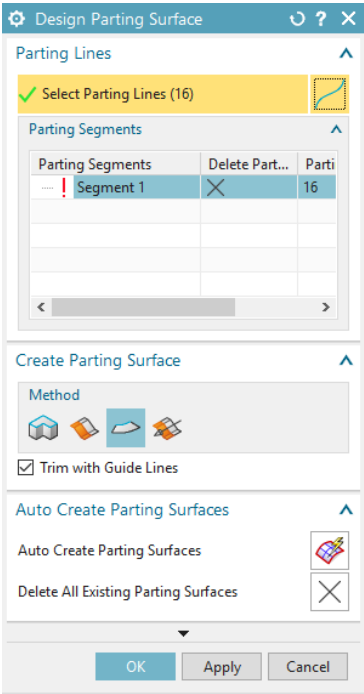 Design Parting Surface
Parting Lines
Select Parting Lines (16)
Parting Segments
Parting Segments Delete Part... Parti
Segment 1 16
Create Parting Surface
Method
Trim with Guide Lines
Auto Create Parting Surfaces
Auto Create Parting Surfaces
Delete All Existing Parting Surfaces
OK Apply Cancel